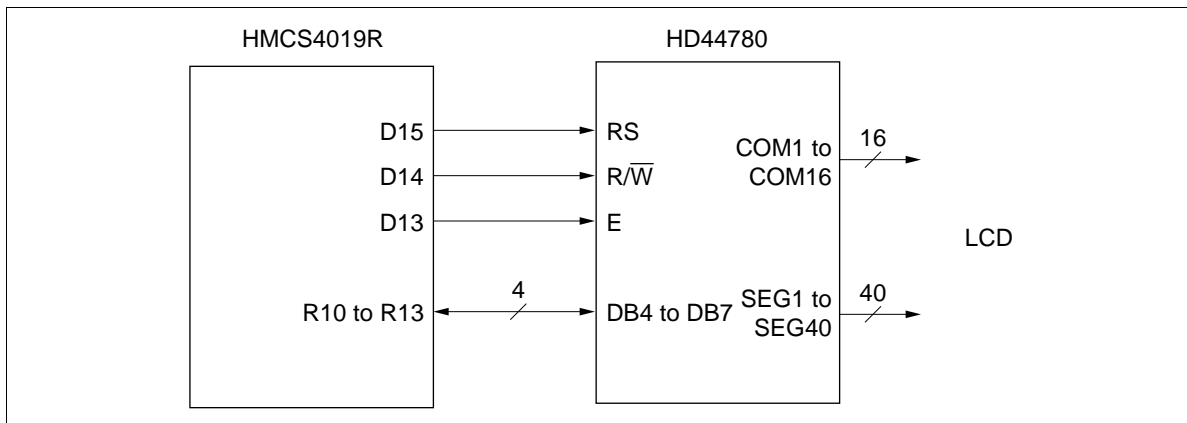 HMCS4019R
HD44780
D15
RS
D14
R/W̅
D13
E
R10 to R13
4
DB4 to DB7
COM1 to
COM16
16
SEG1 to
SEG40
40
LCD